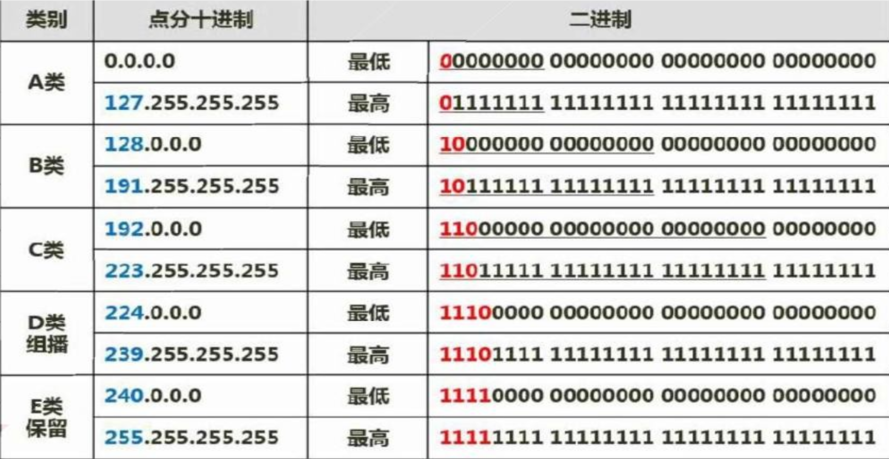 类别 点分十进制 二进制
A类 0.0.0.0 最低 00000000 00000000 00000000 00000000
127.255.255.255 最高 01111111 11111111 11111111 11111111
B类 128.0.0.0 最低 10000000 00000000 00000000 00000000
191.255.255.255 最高 10111111 11111111 11111111 11111111
C类 192.0.0.0 最低 11000000 00000000 00000000 00000000
223.255.255.255 最高 11011111 11111111 11111111 11111111
D类 224.0.0.0 最低 11100000 00000000 00000000 00000000
组播 239.255.255.255 最高 11101111 11111111 11111111 11111111
E类 240.0.0.0 最低 11110000 00000000 00000000 00000000
保留 255.255.255.255 最高 11111111 11111111 11111111 11111111